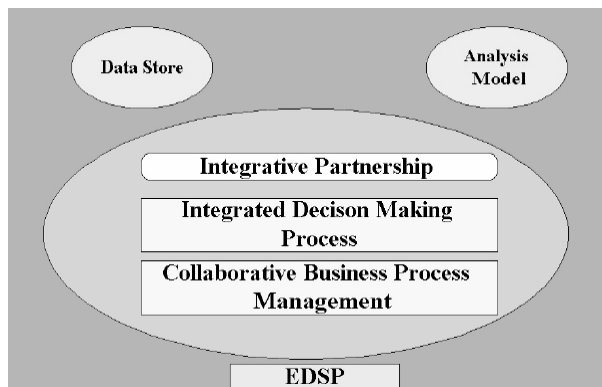 Data Store
Analysis
Model
Integrative Partnership
Integrated Decison Making
Process
Collaborative Business Process
Management
EDSP